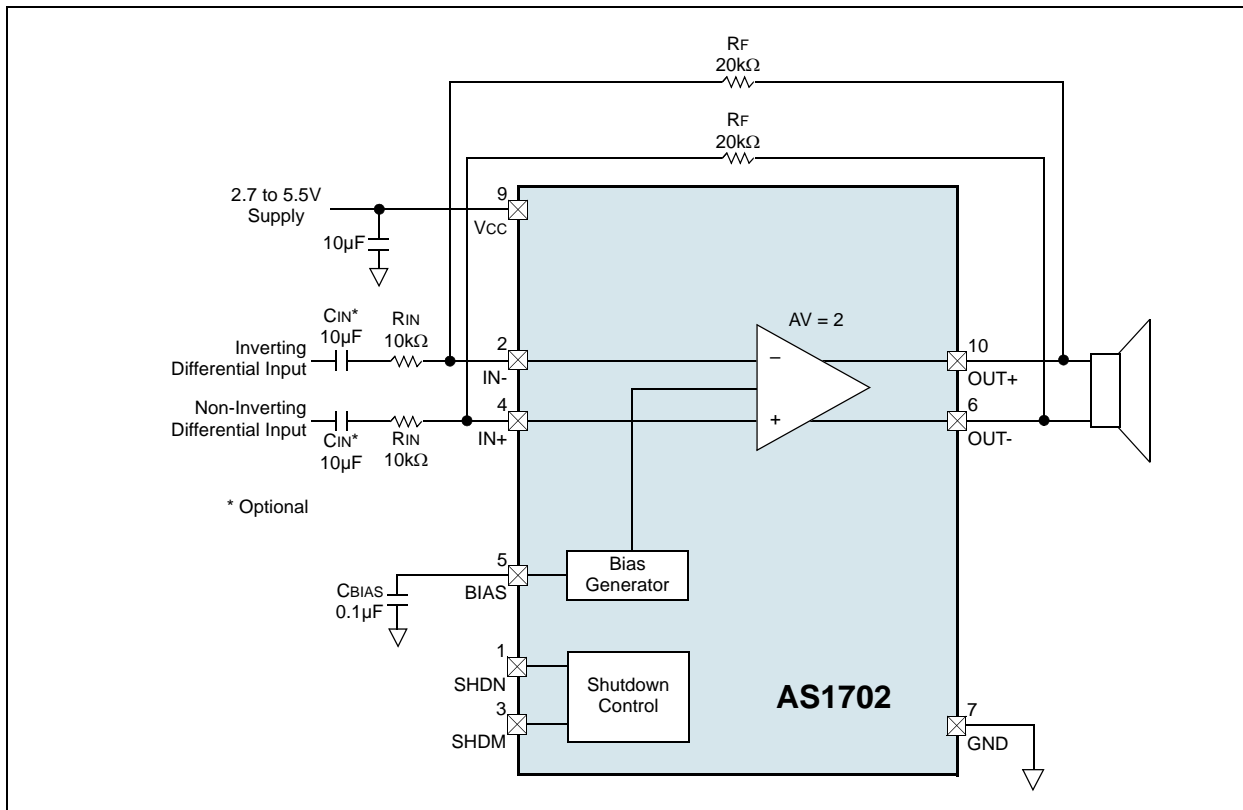 RF
20kΩ
RF
20kΩ
2.7 to 5.5V
Supply
9
VCC
10µF
CIN*
10µF
RIN
10kΩ
AV = 2
Inverting
Differential Input
2
IN-
–
10
OUT+
Non-Inverting
Differential Input
4
IN+
+
6
OUT-
CIN*
10µF
RIN
10kΩ
* Optional
5
BIAS
Bias
Generator
CBIAS
0.1µF
1
SHDN
Shutdown
Control
3
SHDM
AS1702
7
GND